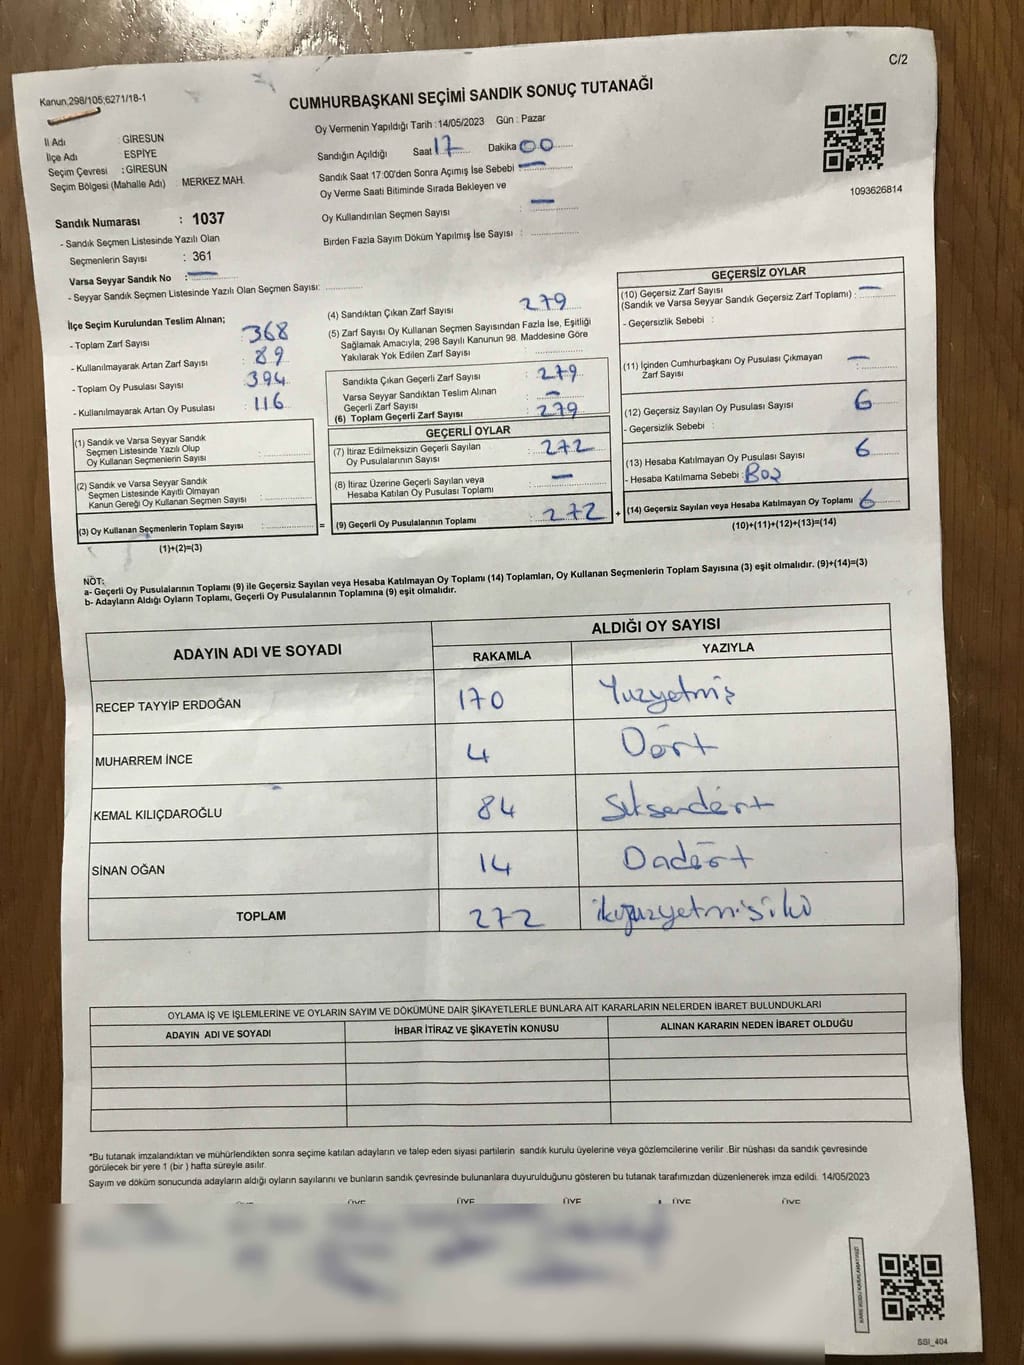 C/2
Kanun,298/105;6271/18-1
CUMHURBAŞKANI SEÇİMİ SANDIK SONUÇ TUTANAĞI
İl Adı : GİRESUN
İlçe Adı ESPİYE
Seçim Çevresi : GİRESUN
Seçim Bölgesi (Mahalle Adı) : MERKEZ MAH.
Oy Vermenin Yapıldığı Tarih :14/05/2023 Gün : Pazar
Sandığın Açıldığı Saat 17 Dakika 00
Sandık Saat 17:00'den Sonra Açımış İse Sebebi : —
Oy Verme Saati Bitiminde Sırada Bekleyen ve
Oy Kullandırılan Seçmen Sayısı : —
Birden Fazla Sayım Döküm Yapılmış İse Sayısı :
1093626814
Sandık Numarası : 1037
- Sandık Seçmen Listesinde Yazılı Olan
Seçmenlerin Sayısı : 361
Varsa Seyyar Sandık No : —
- Seyyar Sandık Seçmen Listesinde Yazılı Olan Seçmen Sayısı:
İlçe Seçim Kurulundan Teslim Alınan;
- Toplam Zarf Sayısı : 368
- Kullanılmayarak Artan Zarf Sayısı : 89
- Toplam Oy Pusulası Sayısı : 394
- Kullanılmayarak Artan Oy Pusulası : 116
(1) Sandık ve Varsa Seyyar Sandık
Seçmen Listesinde Yazılı Olup
Oy Kullanan Seçmenlerin Sayısı :
(2) Sandık ve Varsa Seyyar Sandık
Seçmen Listesinde Kayıtlı Olmayan
Kanun Gereği Oy Kullanan Seçmen Sayısı :
(3) Oy Kullanan Seçmenlerin Toplam Sayısı : =
(1)+(2)=(3)
(4) Sandıktan Çıkan Zarf Sayısı : 279
(5) Zarf Sayısı Oy Kullanan Seçmen Sayısından Fazla İse, Eşitliği
Sağlamak Amacıyla, 298 Sayılı Kanunun 98. Maddesine Göre
Yakılarak Yok Edilen Zarf Sayısı :
Sandıkta Çıkan Geçerli Zarf Sayısı : 279
Varsa Seyyar Sandıktan Teslim Alınan
Geçerli Zarf Sayısı : —
(6) Toplam Geçerli Zarf Sayısı : 279
GEÇERLİ OYLAR
(7) İtiraz Edilmeksizin Geçerli Sayılan
Oy Pusulalarının Sayısı : 272
(8) İtiraz Üzerine Geçerli Sayılan veya
Hesaba Katılan Oy Pusulası Toplamı : —
(9) Geçerli Oy Pusulalarının Toplamı : 272 +
GEÇERSİZ OYLAR
(10) Geçersiz Zarf Sayısı —
(Sandık ve Varsa Seyyar Sandık Geçersiz Zarf Toplamı) :
- Geçersizlik Sebebi :
(11) İçinden Cumhurbaşkanı Oy Pusulası Çıkmayan
Zarf Sayısı : —
(12) Geçersiz Sayılan Oy Pusulası Sayısı 6
- Geçersizlik Sebebi :
(13) Hesaba Katılmayan Oy Pusulası Sayısı 6
- Hesaba Katılmama Sebebi :
(14) Geçersiz Sayılan veya Hesaba Katılmayan Oy Toplamı : 6
(10)+(11)+(12)+(13)=(14)
NOT:
a- Geçerli Oy Pusulalarının Toplamı (9) ile Geçersiz Sayılan veya Hesaba Katılmayan Oy Toplamı (14) Toplamları, Oy Kullanan Seçmenlerin Toplam Sayısına (3) eşit olmalıdır. (9)+(14)=(3)
b- Adayların Aldığı Oyların Toplamı, Geçerli Oy Pusulalarının Toplamına (9) eşit olmalıdır.
ADAYIN ADI VE SOYADI ALDIĞI OY SAYISI
RAKAMLA YAZIYLA
RECEP TAYYİP ERDOĞAN 170 Yüzyetmiş
MUHARREM İNCE 4 Dört
KEMAL KILIÇDAROĞLU 84 Seksendört
SİNAN OĞAN 14 Ondört
TOPLAM 272 ikiyüzyetmişiki
OYLAMA İŞ VE İŞLEMLERİNE VE OYLARIN SAYIM VE DÖKÜMÜNE DAİR ŞİKAYETLERLE BUNLARA AİT KARARLARIN NELERDEN İBARET BULUNDUKLARI
ADAYIN ADI VE SOYADI İHBAR İTİRAZ VE ŞİKAYETİN KONUSU ALINAN KARARIN NEDEN İBARET OLDUĞU
*Bu tutanak imzalandıktan ve mühürlendikten sonra seçime katılan adayların ve talep eden siyasi partilerin sandık kurulu üyelerine veya gözlemcilerine verilir .Bir nüshası da sandık çevresinde
görülecek bir yere 1 (bir ) hafta süreyle asılır.
Sayım ve döküm sonucunda adayların aldığı oyların sayılarını ve bunların sandık çevresinde bulunanlara duyurulduğunu gösteren bu tutanak tarafımızdan düzenlenerek imza edildi. 14/05/2023
ÜYE ÜYE ÜYE ÜYE ÜYE ÜYE
SSİ_404